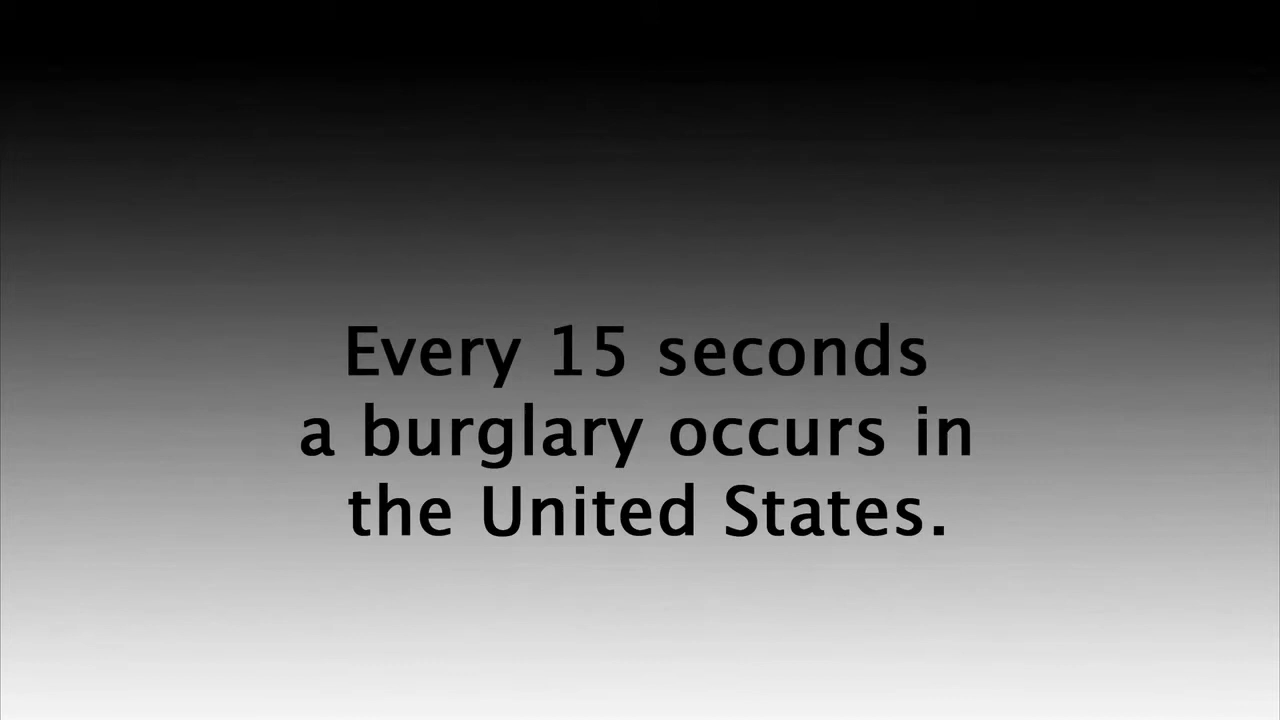 Every 15 seconds
a burglary occurs in
the United States.